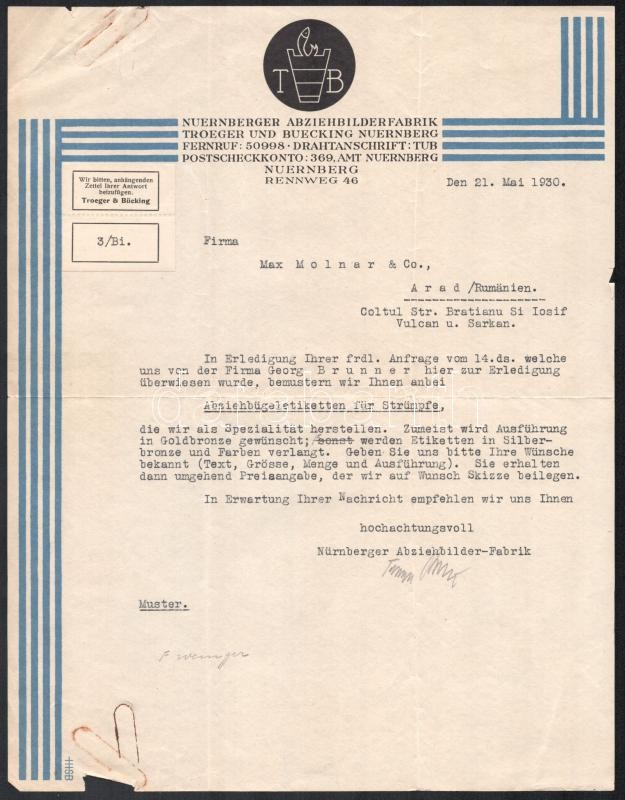 T B
NUERNBERGER ABZIEHBILDERFABRIK
TROEGER UND BUECKING NUERNBERG
FERNRUF: 50998 · DRAHTANSCHRIFT: TUB
POSTSCHECKKONTO: 369, AMT NUERNBERG
NUERNBERG
RENNWEG 46
Wir bitten, anhängenden
Zettel Ihrer Antwort
beizufügen.
Troeger & Bücking
3/Bi.
Den 21. Mai 1930.
Firma
Max M o l n a r & Co.,
A r a d /Rumänien.
Coltul Str. Bratianu Si Iosif
Vulcan u. Sarkan.
In Erledigung Ihrer frdl. Anfrage vom 14.ds. welche
uns von der Firma Georg B r u n n e r hier zur Erledigung
überwiesen wurde, bemustern wir Ihnen anbei
Abziehbügeletiketten für Strümpfe,
die wir als Spezialität herstellen. Zumeist wird Ausführung
in Goldbronze gewünscht; sonst werden Etiketten in Silber-
bronze und Farben verlangt. Geben Sie uns bitte Ihre Wünsche
bekannt (Text, Grösse, Menge und Ausführung). Sie erhalten
dann umgehend Preisangabe, der wir auf Wunsch Skizze beilegen.
In Erwartung Ihrer Nachricht empfehlen wir uns Ihnen
hochachtungsvoll
Nürnberger Abziehbilder-Fabrik
Muster.